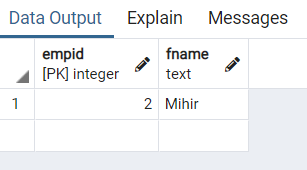 Data Output Explain Messages
empid fname
[PK] integer text
1 2 Mihir